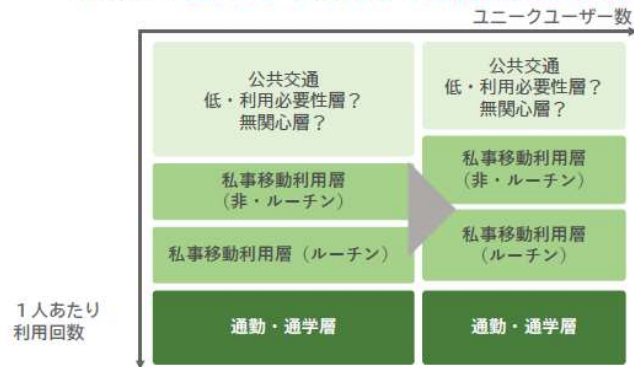 ユニークユーザー数
公共交通
低・利用必要性層？
無関心層？
私事移動利用層
(非・ルーチン)
私事移動利用層（ルーチン）
通勤・通学層
公共交通
低・利用必要性層？
無関心層？
私事移動利用層
(非・ルーチン)
私事移動利用層
(ルーチン)
通勤・通学層
１人あたり
利用回数